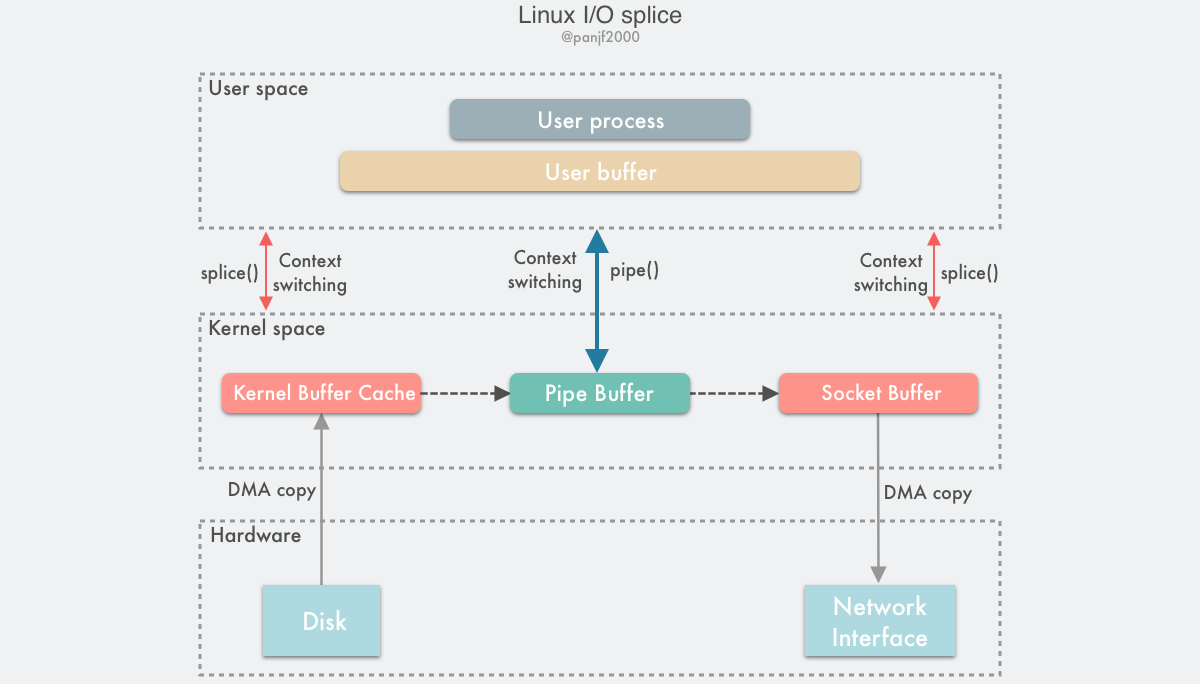 Linux I/O splice
@panjf2000
User space
User process
User buffer
splice()
Context
switching
Context
switching
pipe()
Context
switching
splice()
Kernel space
Kernel Buffer Cache
Pipe Buffer
Socket Buffer
DMA copy
DMA copy
Hardware
Disk
Network
Interface